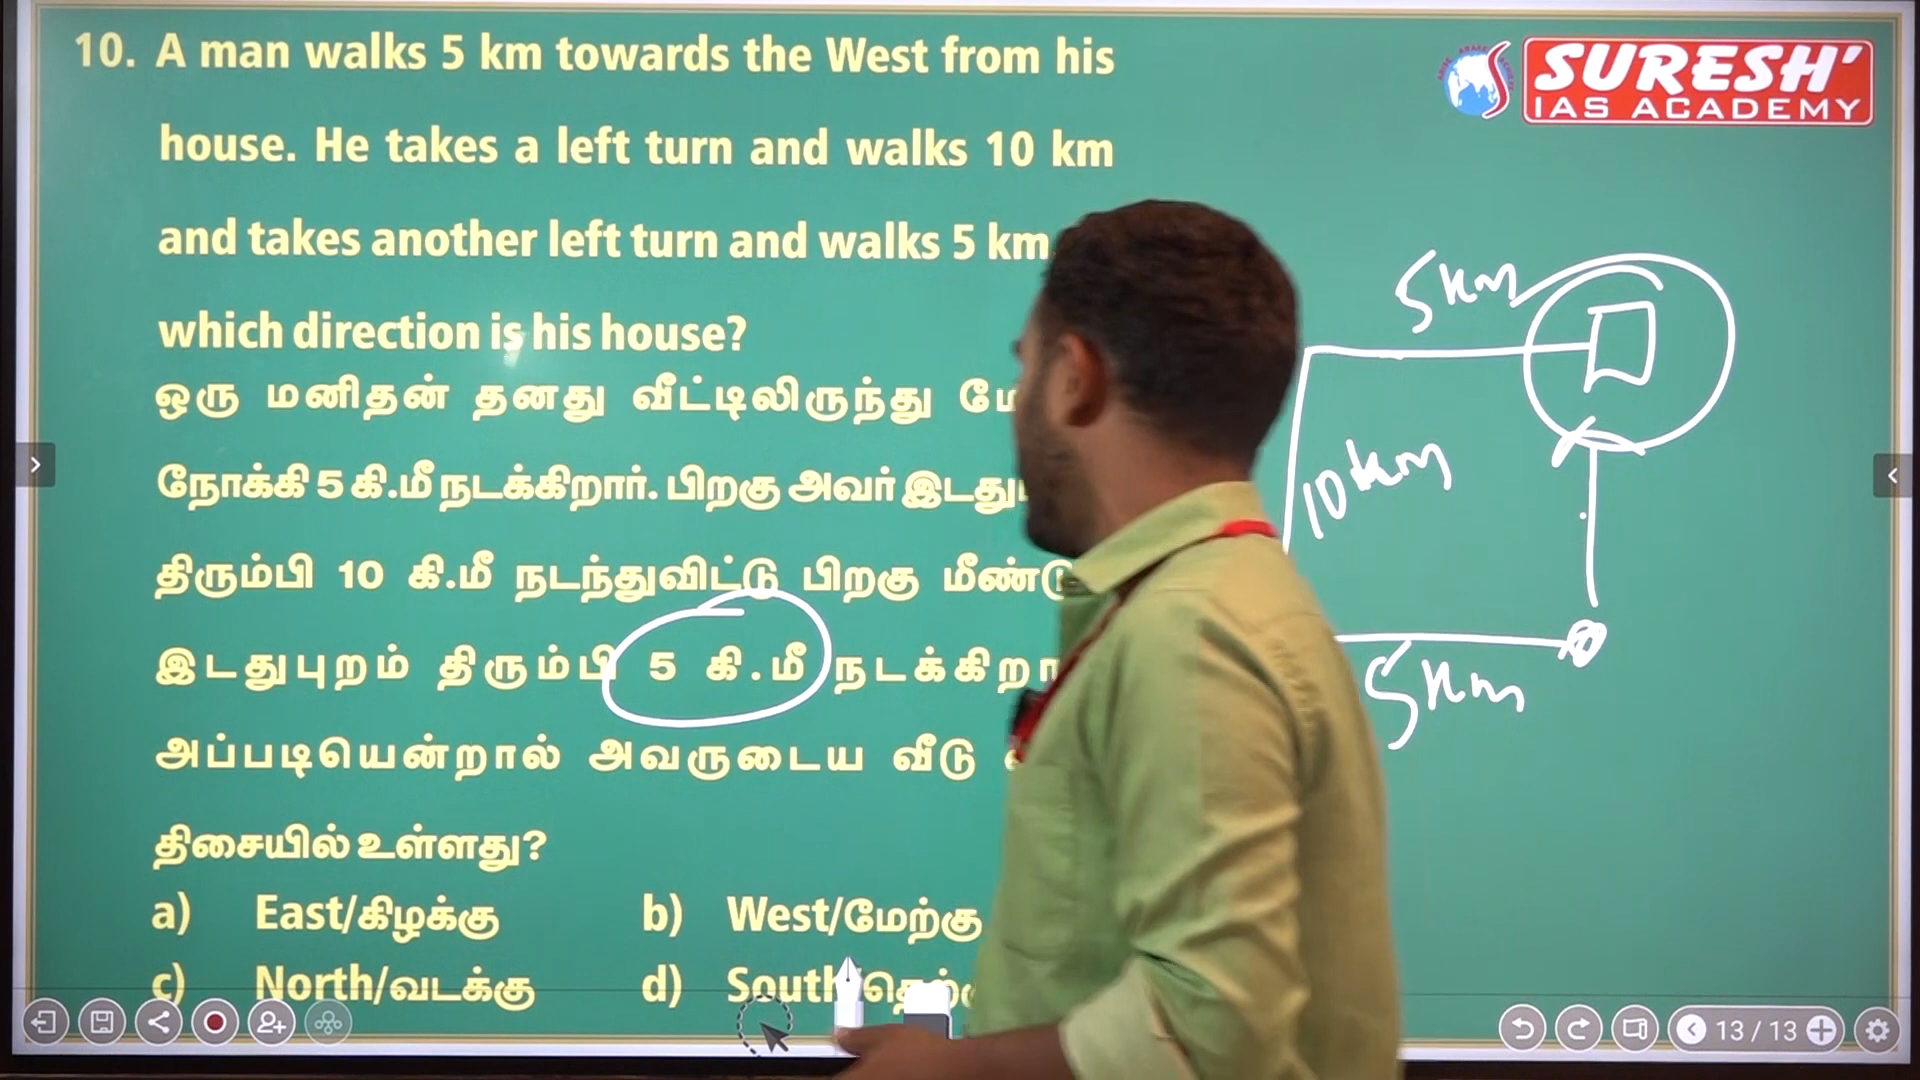 10. A man walks 5 km towards the West from his
house. He takes a left turn and walks 10 km
and takes another left turn and walks 5 km
which direction is his house?
ஒரு மனிதன் தனது வீட்டிலிருந்து
நோக்கி 5 கி.மீ நடக்கிறார். பிறகு அவர்
திரும்பி 10 கி.மீ நடந்துவிட்டு பிறகு
இடதுபுறம் திரும்பி 5 கி.மீ
அப்படியென்றால் அவருடைய வீடு
திசையில் உள்ளது?
a) East/கிழக்கு b) West/மேற்கு
c) North/வடக்கு d) South
SURESH'
IAS ACADEMY
5km
10km
5km
13 / 13